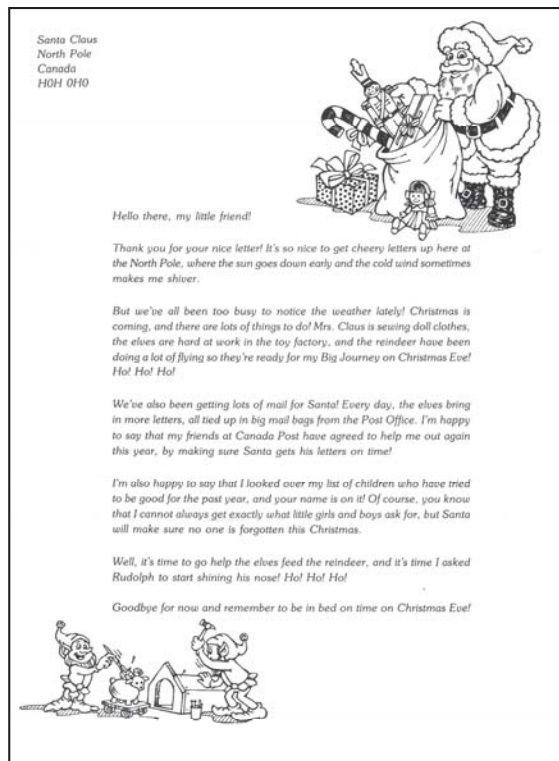 Santa Claus
North Pole
Canada
H0H 0H0
Hello there, my little friend!
Thank you for your nice letter! It's so nice to get cheery letters up here at
the North Pole, where the sun goes down early and the cold wind sometimes
makes me shiver.
But we've all been too busy to notice the weather lately! Christmas is
coming, and there are lots of things to do! Mrs. Claus is sewing doll clothes,
the elves are hard at work in the toy factory, and the reindeer have been
doing a lot of flying so they're ready for my Big Journey on Christmas Eve!
Ho! Ho! Ho!
We've also been getting lots of mail for Santa! Every day, the elves bring
in more letters, all tied up in big mail bags from the Post Office. I'm happy
to say that my friends at Canada Post have agreed to help me out again
this year, by making sure Santa gets his letters on time!
I'm also happy to say that I looked over my list of children who have tried
to be good for the past year, and your name is on it! Of course, you know
that I cannot always get exactly what little girls and boys ask for, but Santa
will make sure no one is forgotten this Christmas.
Well, it's time to go help the elves feed the reindeer, and it's time I asked
Rudolph to start shining his nose! Ho! Ho! Ho!
Goodbye for now and remember to be in bed on time on Christmas Eve!